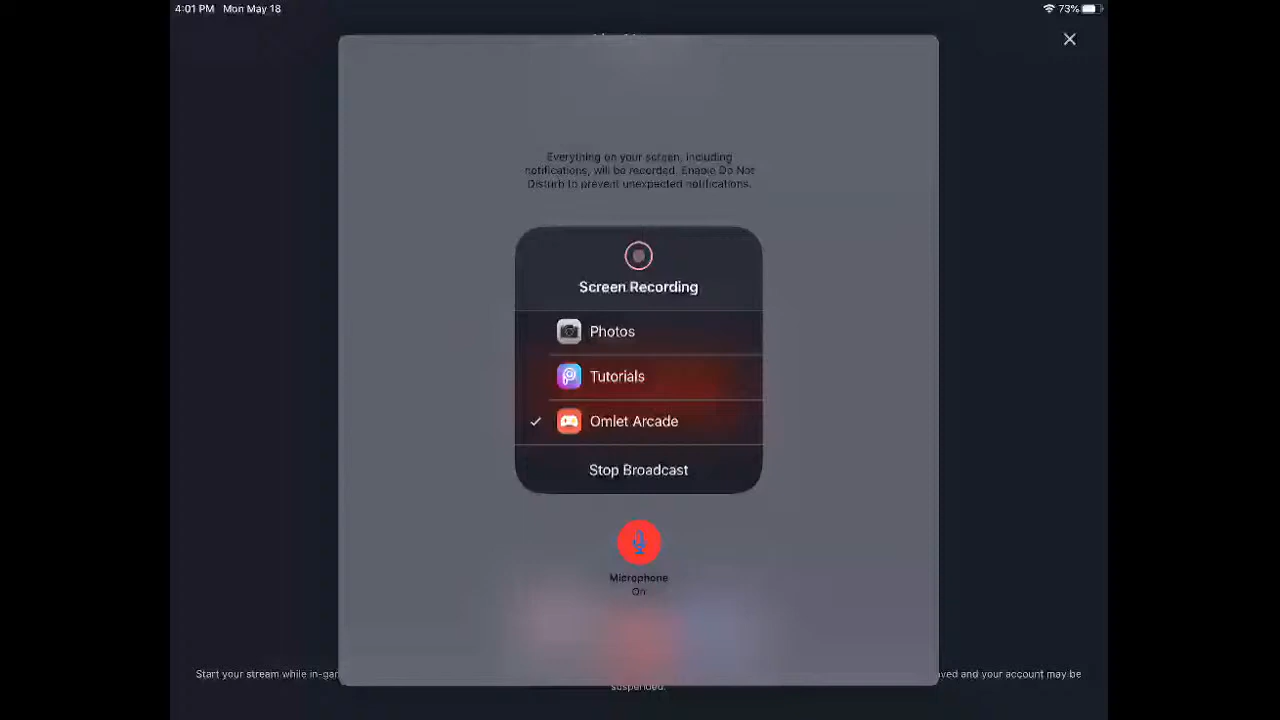 4:01 PM Mon May 18
73%
Everything on your screen, including
notifications, will be recorded. Enable Do Not
Disturb to prevent unexpected notifications.
Screen Recording
Photos
Tutorials
Omlet Arcade
Stop Broadcast
Microphone
On
Start your stream while in-gar
ved and your account may be
suspended.